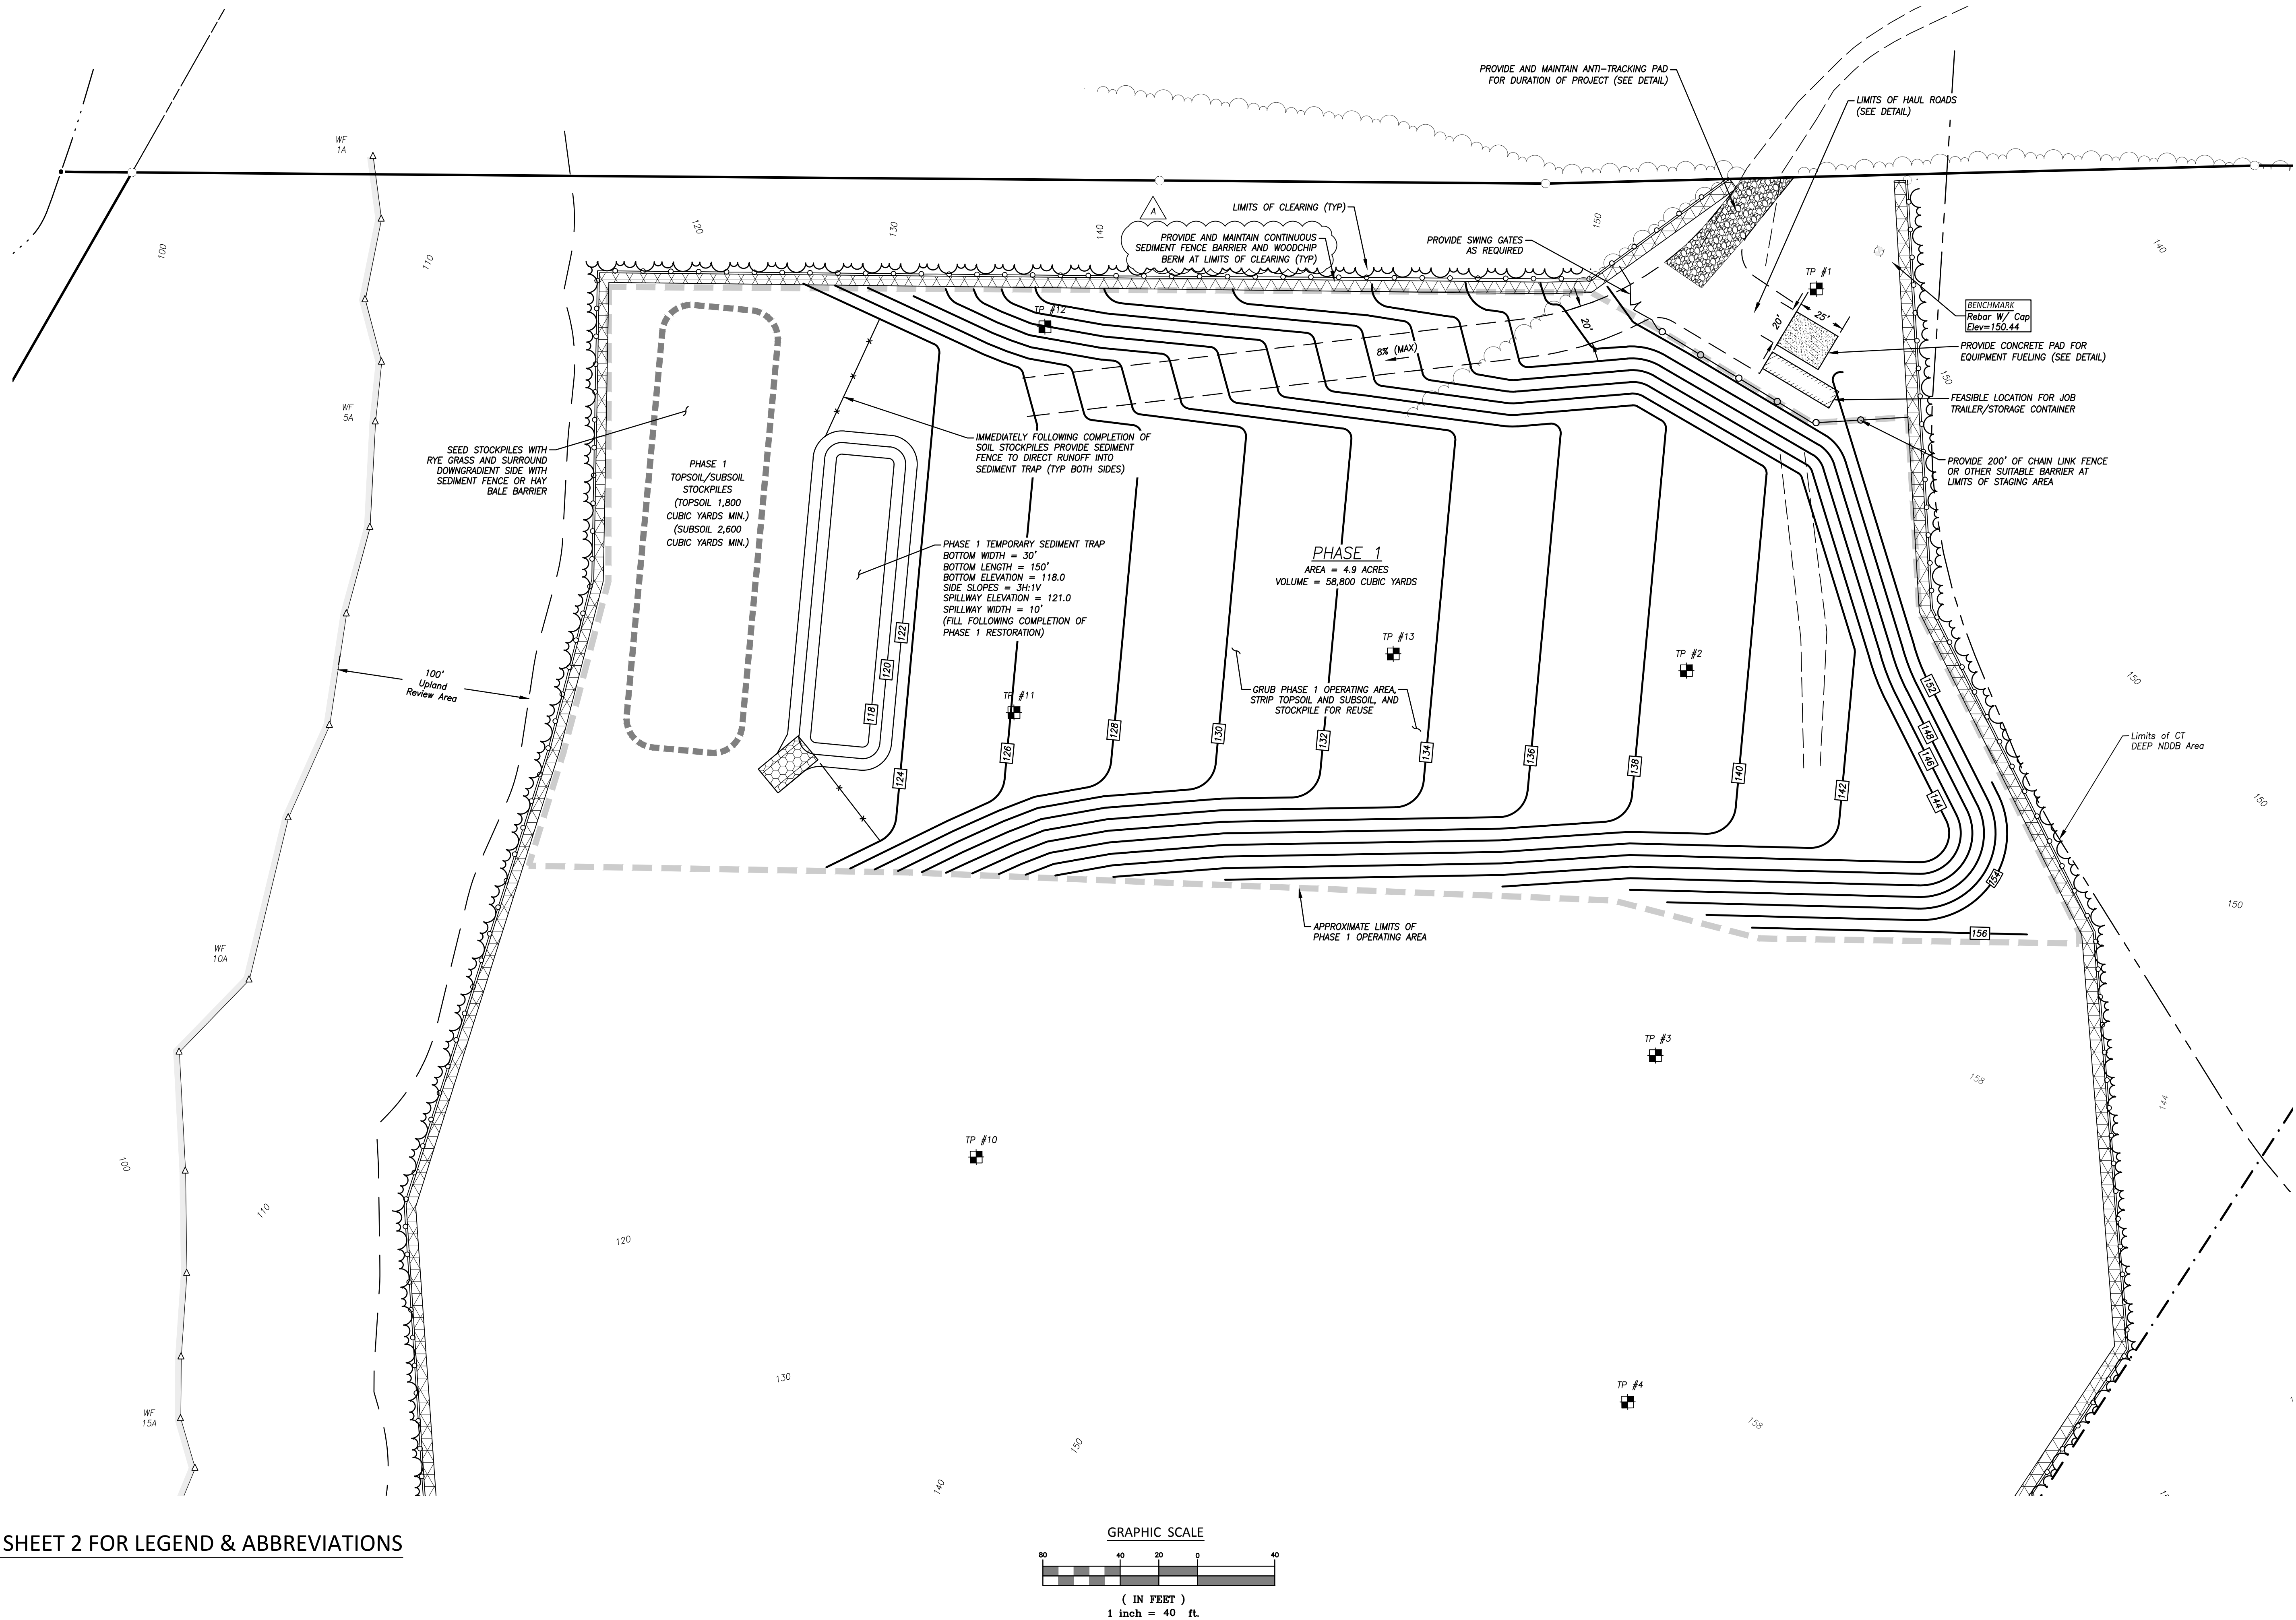 PROVIDE AND MAINTAIN ANTI-TRACKING PAD
FOR DURATION OF PROJECT (SEE DETAIL)
LIMITS OF HAUL ROADS
(SEE DETAIL)
WF
1A
100
110
120
130
140
150
140
A
LIMITS OF CLEARING (TYP)
PROVIDE AND MAINTAIN CONTINUOUS
SEDIMENT FENCE BARRIER AND WOODCHIP
BERM AT LIMITS OF CLEARING (TYP)
PROVIDE SWING GATES
AS REQUIRED
TP #1
BENCHMARK
Rebar W/ Cap
Elev=150.44
20'
25'
20'
8% (MAX)
TP #12
PROVIDE CONCRETE PAD FOR
EQUIPMENT FUELING (SEE DETAIL)
150
FEASIBLE LOCATION FOR JOB
TRAILER/STORAGE CONTAINER
PROVIDE 200' OF CHAIN LINK FENCE
OR OTHER SUITABLE BARRIER AT
LIMITS OF STAGING AREA
WF
5A
SEED STOCKPILES WITH
RYE GRASS AND SURROUND
DOWNGRADIENT SIDE WITH
SEDIMENT FENCE OR HAY
BALE BARRIER
PHASE 1
TOPSOIL/SUBSOIL
STOCKPILES
(TOPSOIL 1,800
CUBIC YARDS MIN.)
(SUBSOIL 2,600
CUBIC YARDS MIN.)
IMMEDIATELY FOLLOWING COMPLETION OF
SOIL STOCKPILES PROVIDE SEDIMENT
FENCE TO DIRECT RUNOFF INTO
SEDIMENT TRAP (TYP BOTH SIDES)
PHASE 1 TEMPORARY SEDIMENT TRAP
BOTTOM WIDTH = 30'
BOTTOM LENGTH = 150'
BOTTOM ELEVATION = 118.0
SIDE SLOPES = 3H:1V
SPILLWAY ELEVATION = 121.0
SPILLWAY WIDTH = 10'
(FILL FOLLOWING COMPLETION OF
PHASE 1 RESTORATION)
PHASE 1
AREA = 4.9 ACRES
VOLUME = 58,800 CUBIC YARDS
TP #13
TP #2
TP #11
GRUB PHASE 1 OPERATING AREA,
STRIP TOPSOIL AND SUBSOIL, AND
STOCKPILE FOR REUSE
100'
Upland
Review Area
118
120
122
124
126
128
130
132
134
136
138
140
142
144
146
148
152
154
156
150
150
150
Limits of CT
DEEP NDDB Area
APPROXIMATE LIMITS OF
PHASE 1 OPERATING AREA
WF
10A
TP #3
158
144
TP #10
100
110
120
130
TP #4
158
WF
15A
140
150
SHEET 2 FOR LEGEND & ABBREVIATIONS
GRAPHIC SCALE
80 40 20 0 40
( IN FEET )
1 inch = 40 ft.